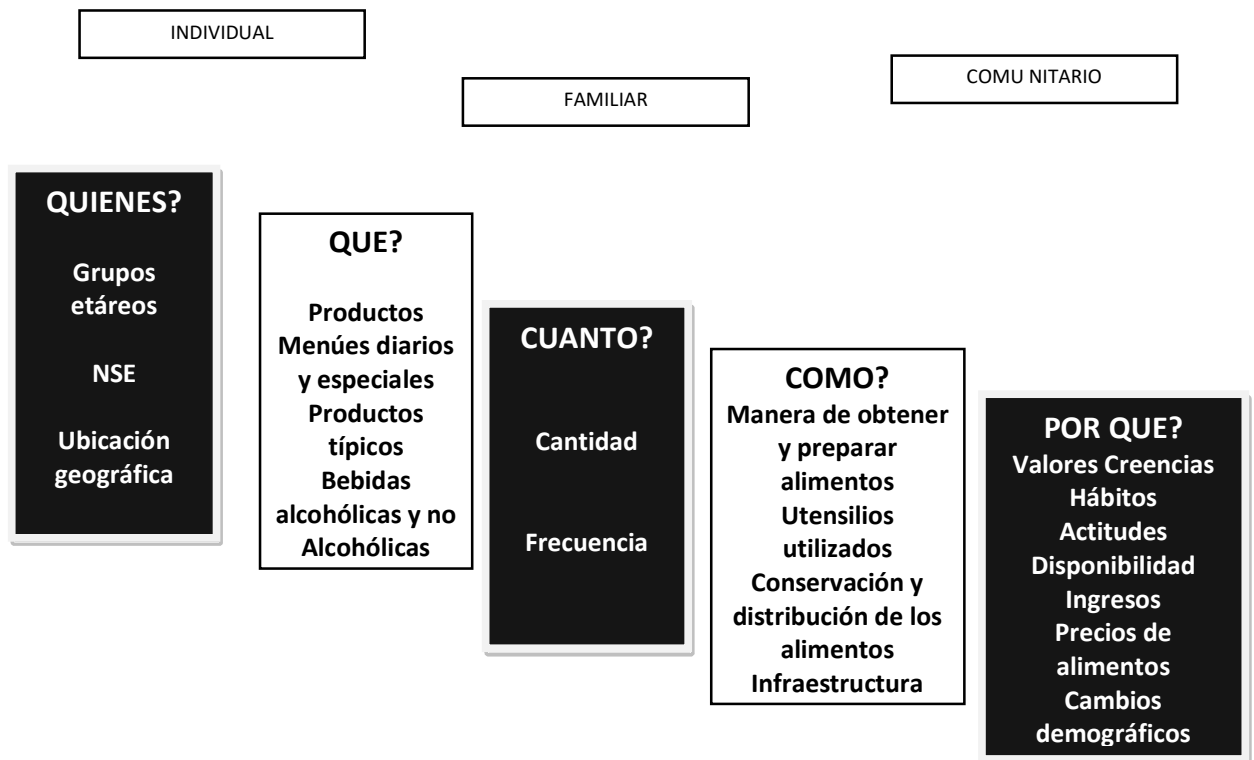 INDIVIDUAL
FAMILIAR
COMU NITARIO
QUIENES?
Grupos
etáreos
NSE
Ubicación
geográfica
QUE?
Productos
Menúes diarios
y especiales
Productos
típicos
Bebidas
alcohólicas y no
Alcohólicas
CUANTO?
Cantidad
Frecuencia
COMO?
Manera de obtener
y preparar
alimentos
Utensilios
utilizados
Conservación y
distribución de los
alimentos
Infraestructura
POR QUE?
Valores Creencias
Hábitos
Actitudes
Disponibilidad
Ingresos
Precios de
alimentos
Cambios
demográficos